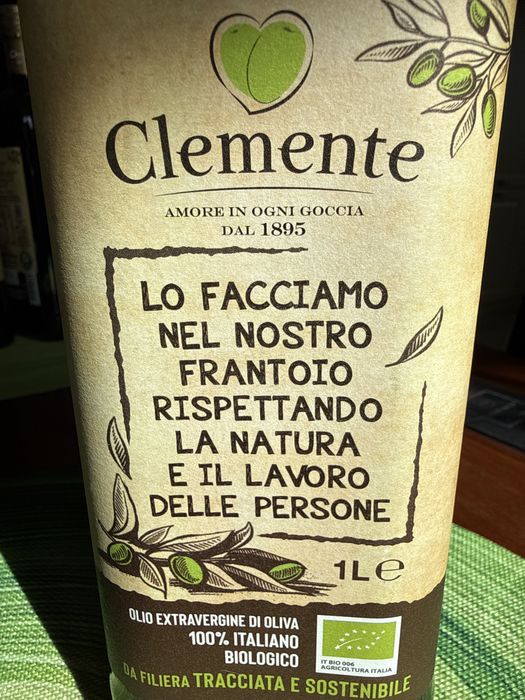 Clemente
AMORE IN OGNI GOCCIA
DAL 1895
LO FACCIAMO
NEL NOSTRO
FRANTOIO
RISPETTANDO
LA NATURA
E IL LAVORO
DELLE PERSONE
1L e
OLIO EXTRAVERGINE DI OLIVA
100% ITALIANO
BIOLOGICO
IT BIO 006
AGRICOLTURA ITALIA
DA FILIERA TRACCIATA E SOSTENIBILE